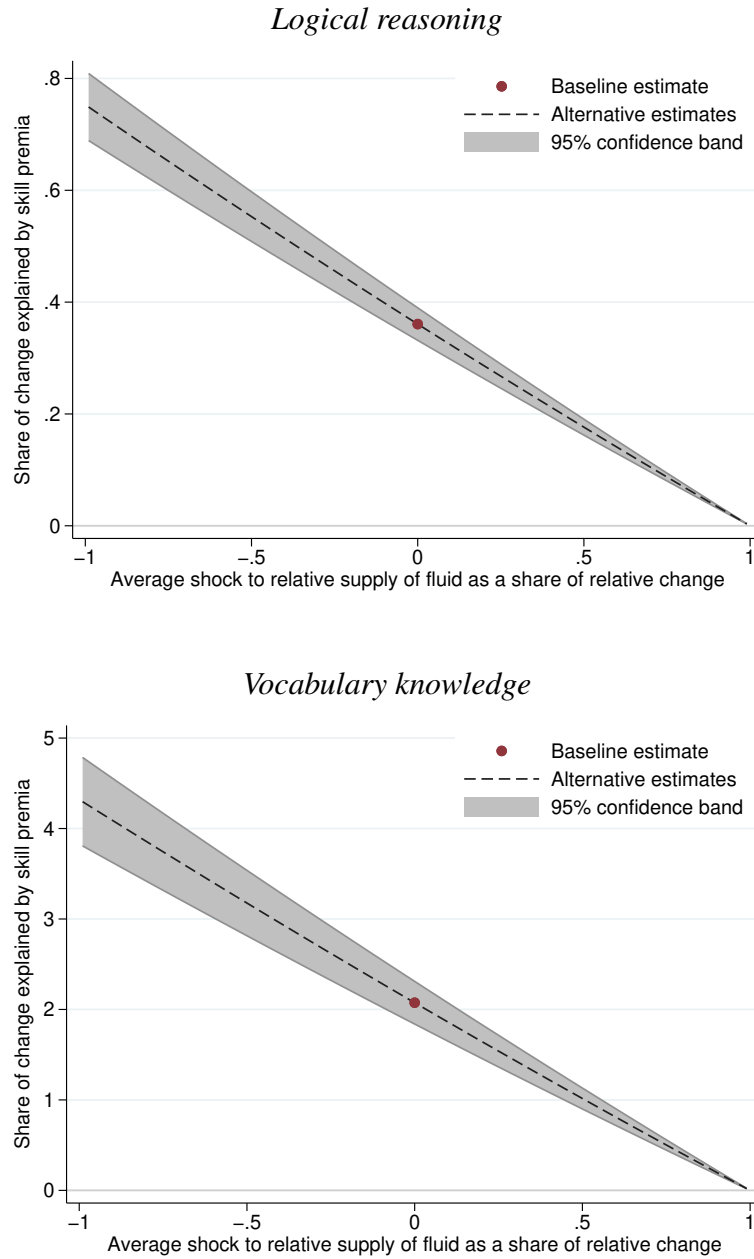 Logical reasoning
Share of change explained by skill premia
.8
.6
.4
.2
0
Baseline estimate
Alternative estimates
95% confidence band
−1
−.5
0
.5
1
Average shock to relative supply of fluid as a share of relative change
Vocabulary knowledge
Share of change explained by skill premia
5
4
3
2
1
0
Baseline estimate
Alternative estimates
95% confidence band
−1
−.5
0
.5
1
Average shock to relative supply of fluid as a share of relative change